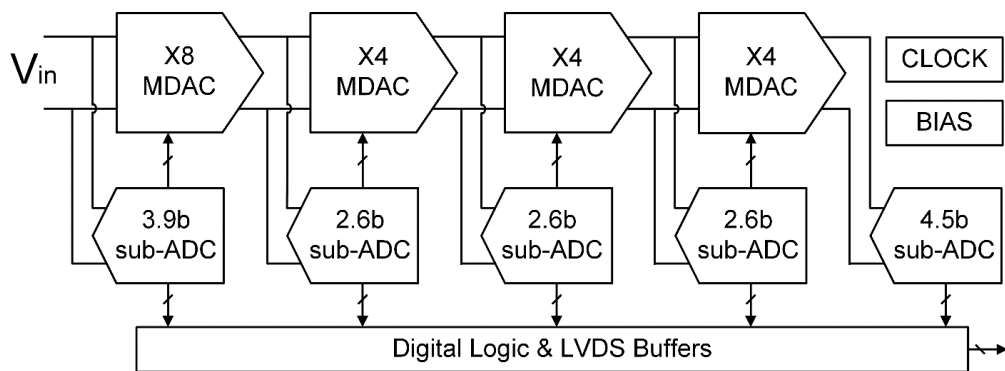 Vin
X8
MDAC
X4
MDAC
X4
MDAC
X4
MDAC
CLOCK
BIAS
3.9b
sub-ADC
2.6b
sub-ADC
2.6b
sub-ADC
2.6b
sub-ADC
4.5b
sub-ADC
Digital Logic & LVDS Buffers